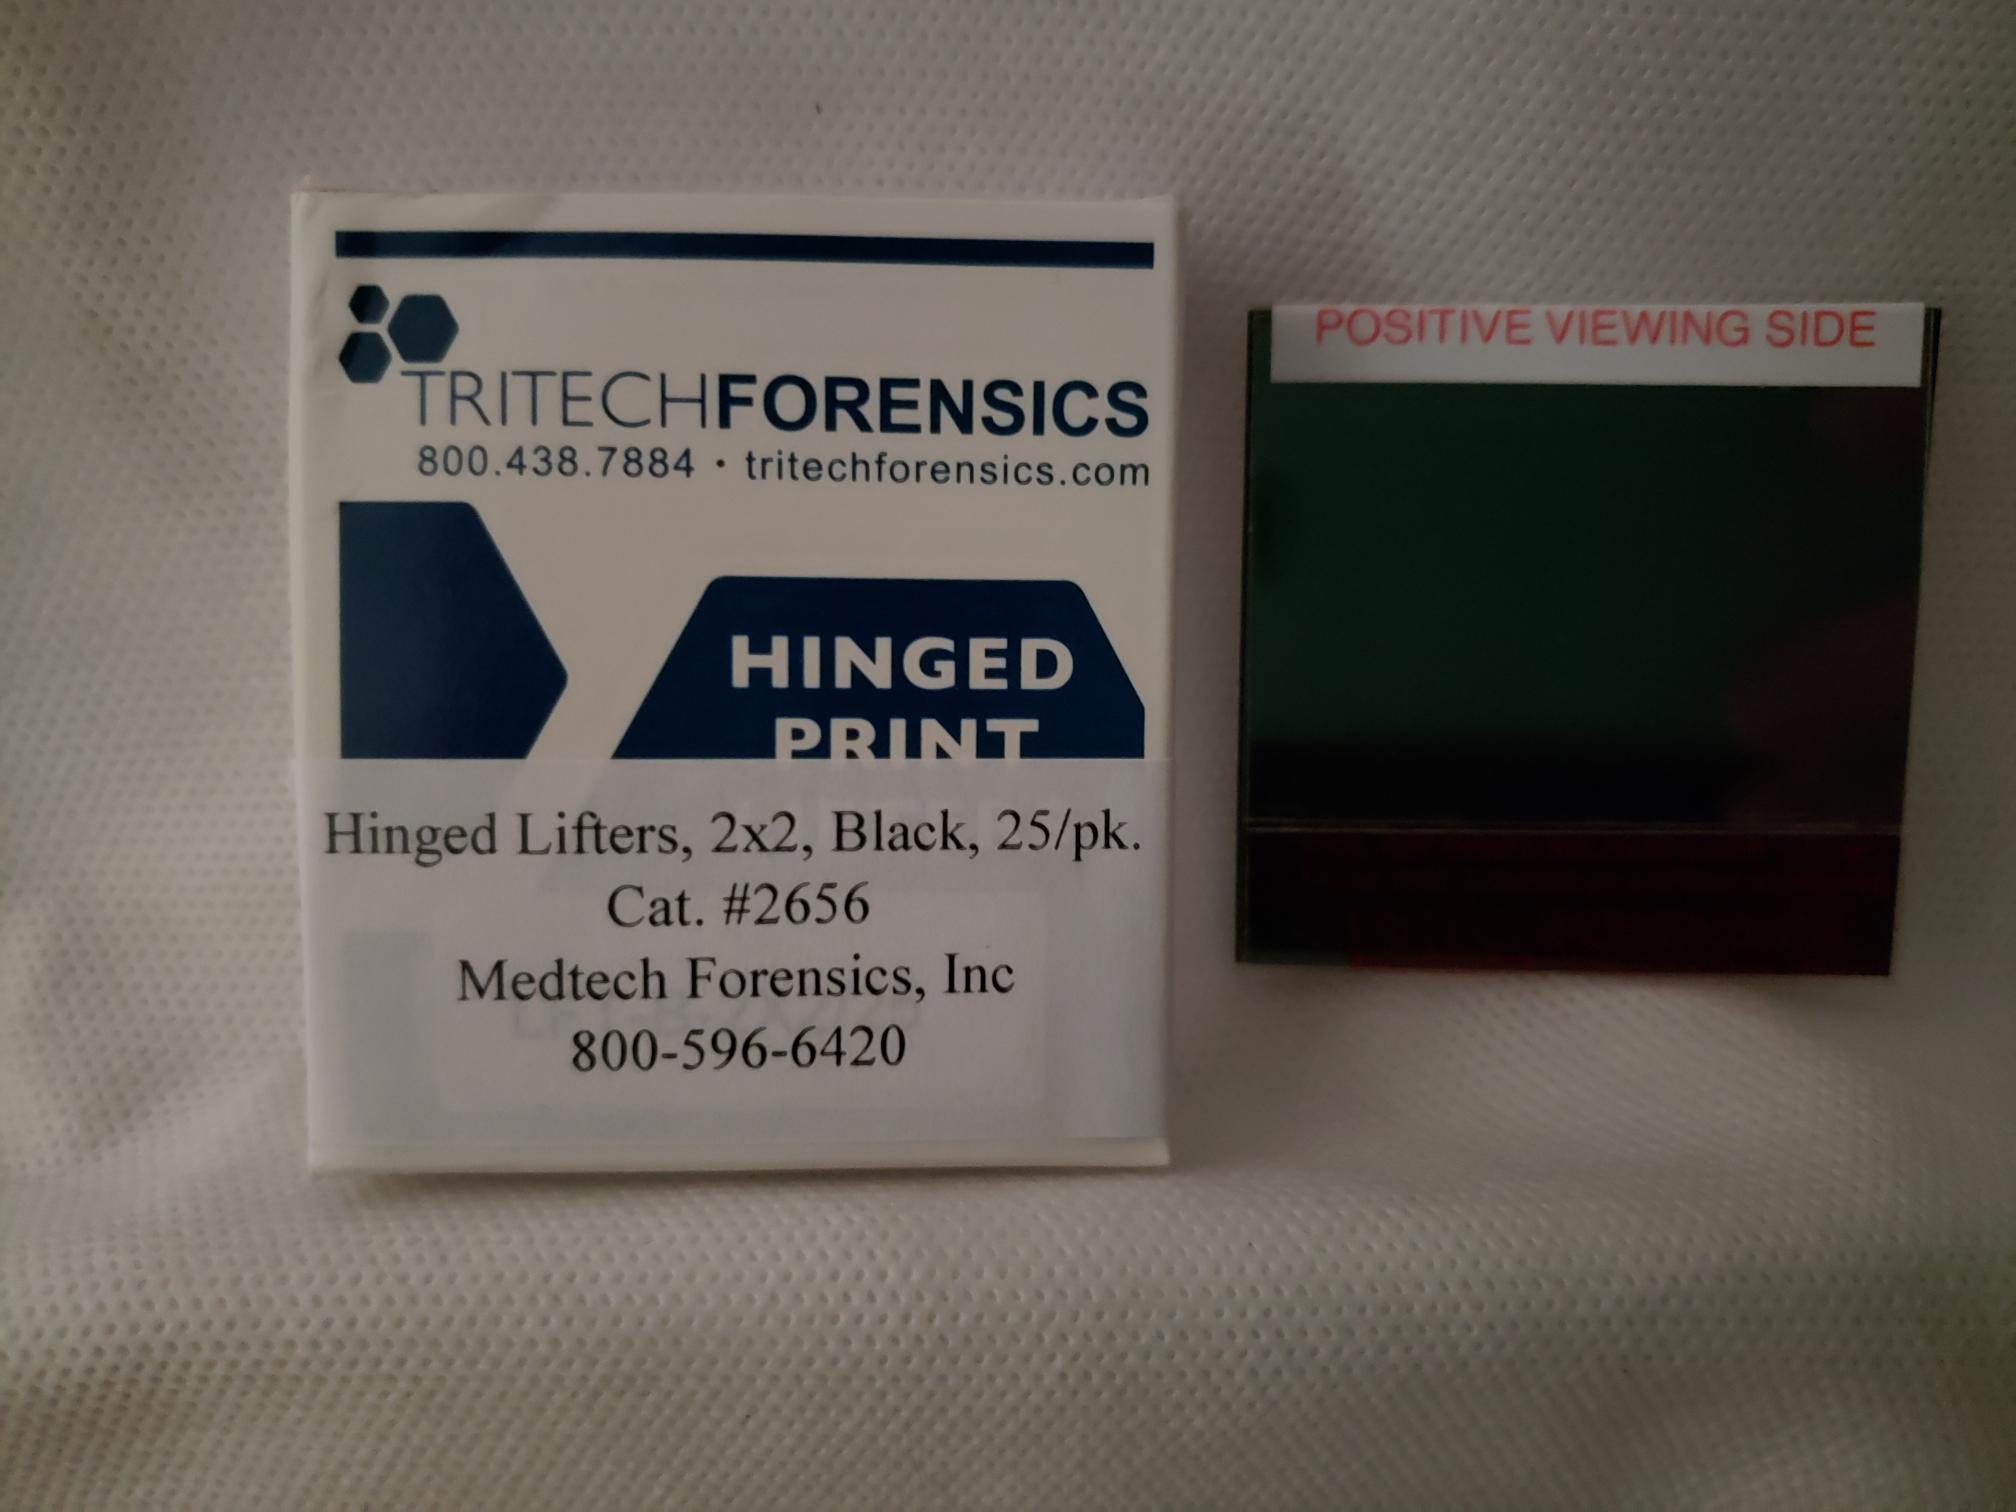 TRITECHFORENSICS
800.438.7884 · tritechforensics.com
HINGED
PRINT
Hinged Lifters, 2x2, Black, 25/pk.
Cat. #2656
Medtech Forensics, Inc
800-596-6420
POSITIVE VIEWING SIDE